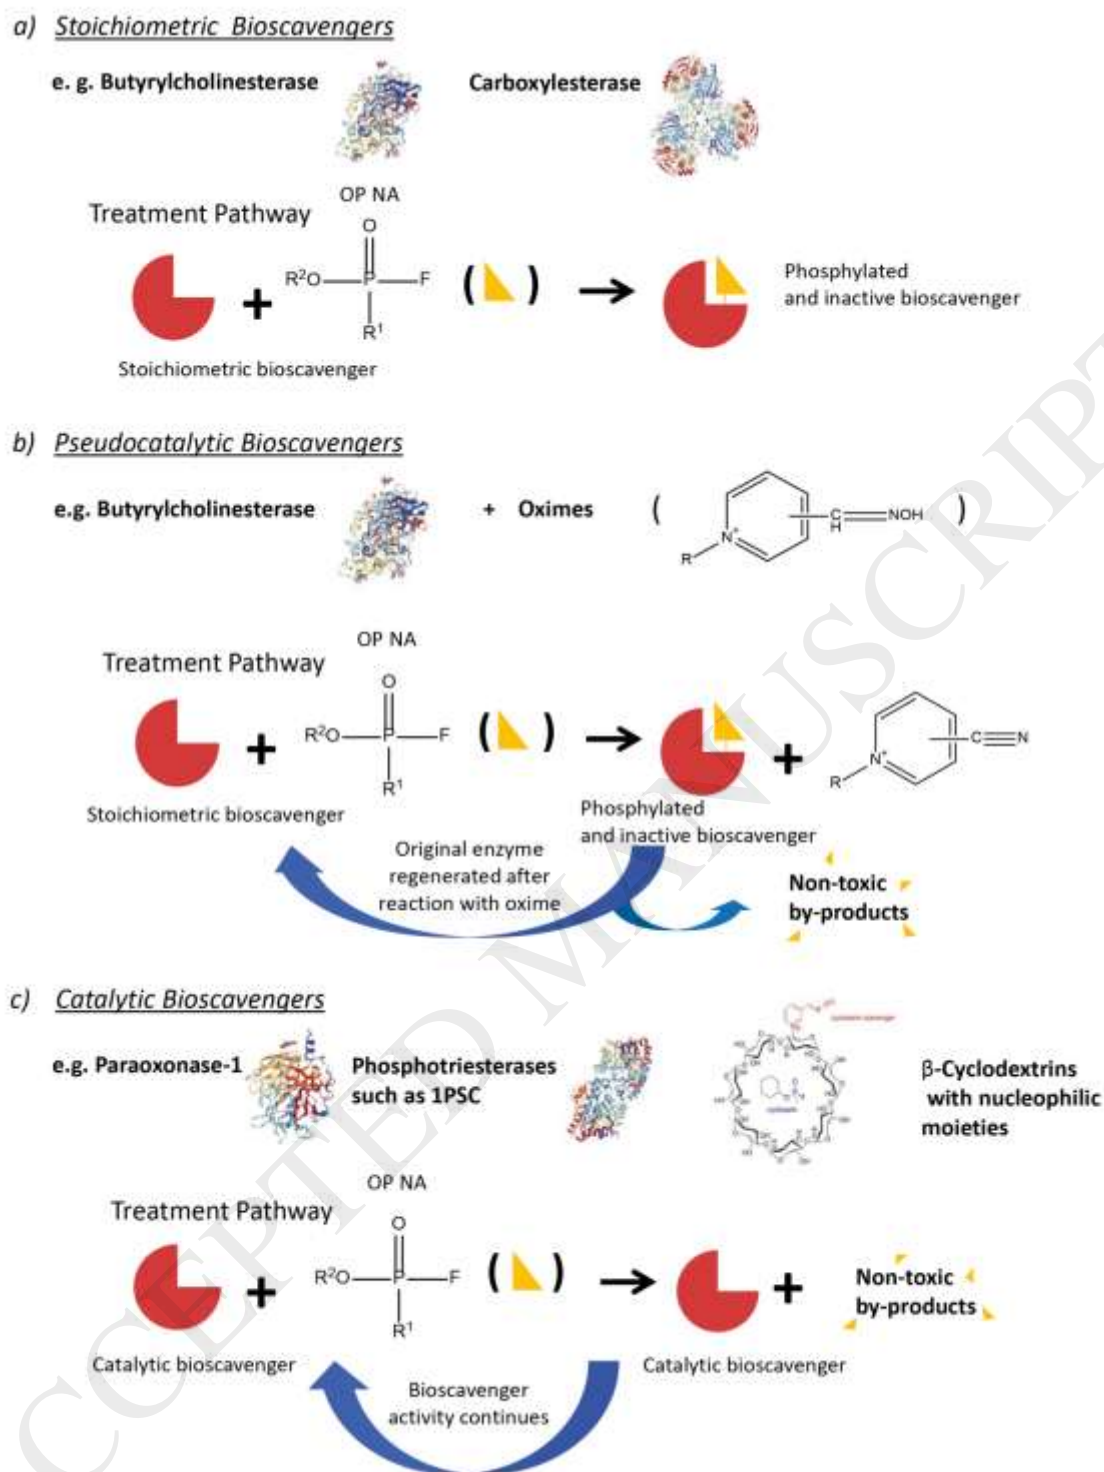 a) Stoichiometric Bioscavengers
e. g. Butyrylcholinesterase
Carboxylesterase
OP NA
Treatment Pathway
O
R²O
P
F
R¹
+
( )
Stoichiometric bioscavenger
Phosphylated
and inactive bioscavenger
b) Pseudocatalytic Bioscavengers
e.g. Butyrylcholinesterase
+ Oximes
( )
C
H
NOH
N⁺
R
OP NA
Treatment Pathway
O
R²O
P
F
R¹
+
( )
+
C
N
N⁺
R
Stoichiometric bioscavenger
Phosphylated
and inactive bioscavenger
Original enzyme
regenerated after
reaction with oxime
Non-toxic
by-products
c) Catalytic Bioscavengers
e.g. Paraoxonase-1
Phosphotriesterases
such as 1PSC
β-Cyclodextrins
with nucleophilic
moieties
OP NA
Treatment Pathway
O
R²O
P
F
R¹
+
( )
+
Non-toxic
by-products
Catalytic bioscavenger
Catalytic bioscavenger
Bioscavenger
activity continues
CCEPTED MANUSCRIPT